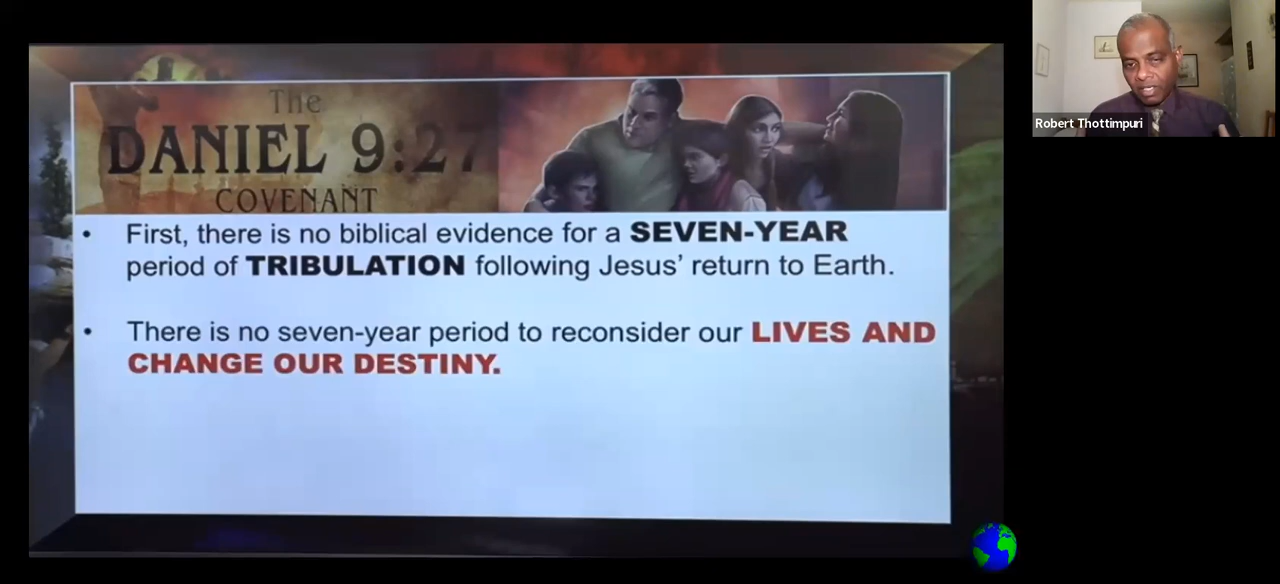 The
DANIEL 9:27
COVENANT
• First, there is no biblical evidence for a SEVEN-YEAR
period of TRIBULATION following Jesus' return to Earth.
• There is no seven-year period to reconsider our LIVES AND
CHANGE OUR DESTINY.
Robert Thottimpuri